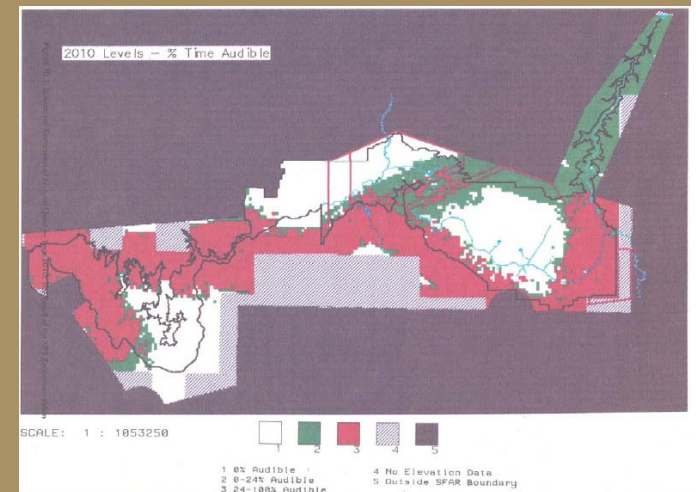 2010 Levels - % Time Audible
SCALE: 1 : 1053250
1 2 3 4 5
1 0% Audible
2 0-24% Audible
3 24-100% Audible
4 No Elevation Data
5 Outside SFAR Boundary